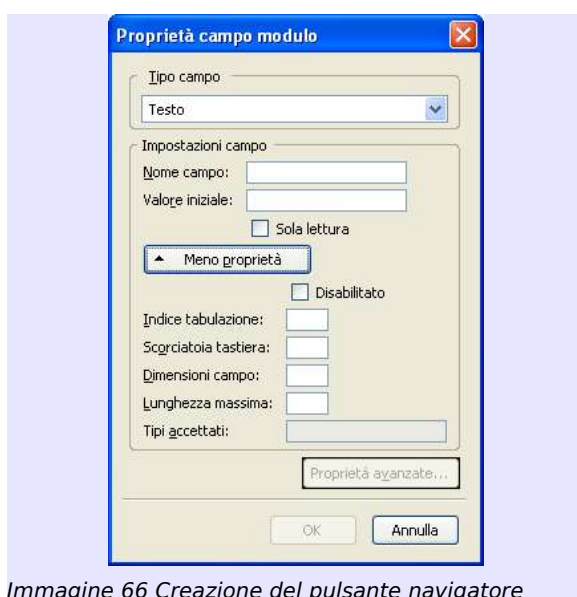 Proprietà campo modulo
Tipo campo
Testo
Impostazioni campo
Nome campo:
Valore iniziale:
Sola lettura
Meno proprietà
Disabilitato
Indice tabulazione:
Scorciatoia tastiera:
Dimensioni campo:
Lunghezza massima:
Tipi accettati:
Proprietà avanzate...
OK Annulla
Immagine 66 Creazione del pulsante navigatore